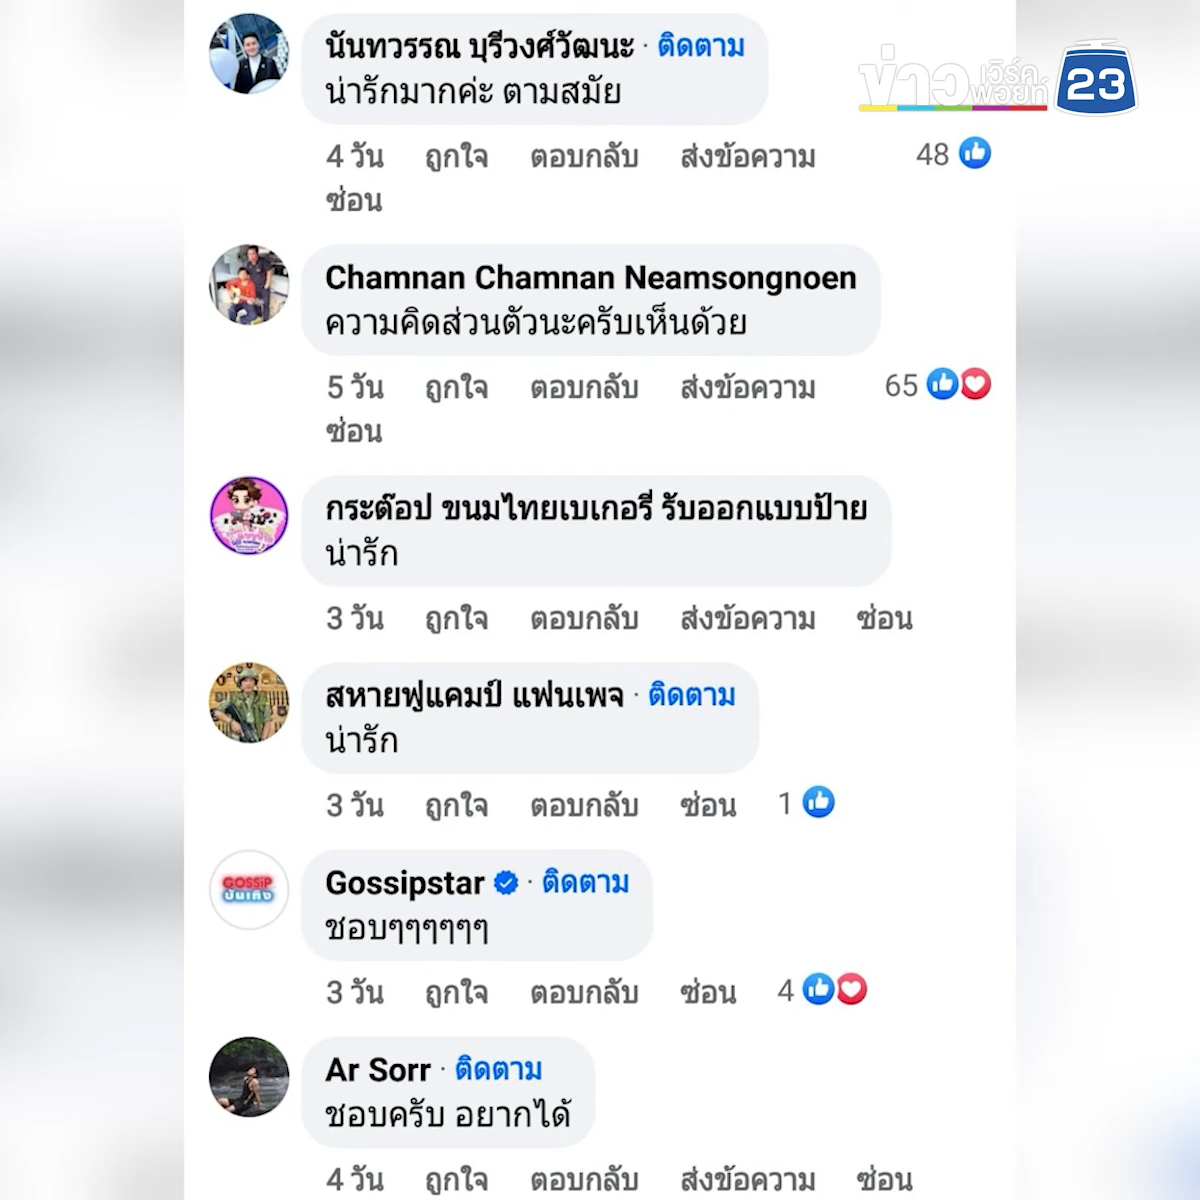 นันทวรรณ บุรีวงศ์วัฒนะ · ติดตาม
น่ารักมากค่ะ ตามสมัย
4 วัน ถูกใจ ตอบกลับ ส่งข้อความ 48
ซ่อน
ข่าว เวิร์คพอยท์ 23
Chamnan Chamnan Neamsongnoen
ความคิดส่วนตัวนะครับเห็นด้วย
5 วัน ถูกใจ ตอบกลับ ส่งข้อความ 65
ซ่อน
กระต๊อป ขนมไทยเบเกอรี่ รับออกแบบป้าย
น่ารัก
3 วัน ถูกใจ ตอบกลับ ส่งข้อความ ซ่อน
สหายฟูแคมป์ แฟนเพจ · ติดตาม
น่ารัก
3 วัน ถูกใจ ตอบกลับ ซ่อน 1
GOSSIP
บันเทิง
Gossipstar · ติดตาม
ชอบๆๆๆๆๆๆ
3 วัน ถูกใจ ตอบกลับ ซ่อน 4
Ar Sorr · ติดตาม
ชอบครับ อยากได้
4 วัน ถูกใจ ตอบกลับ ส่งข้อความ ซ่อน